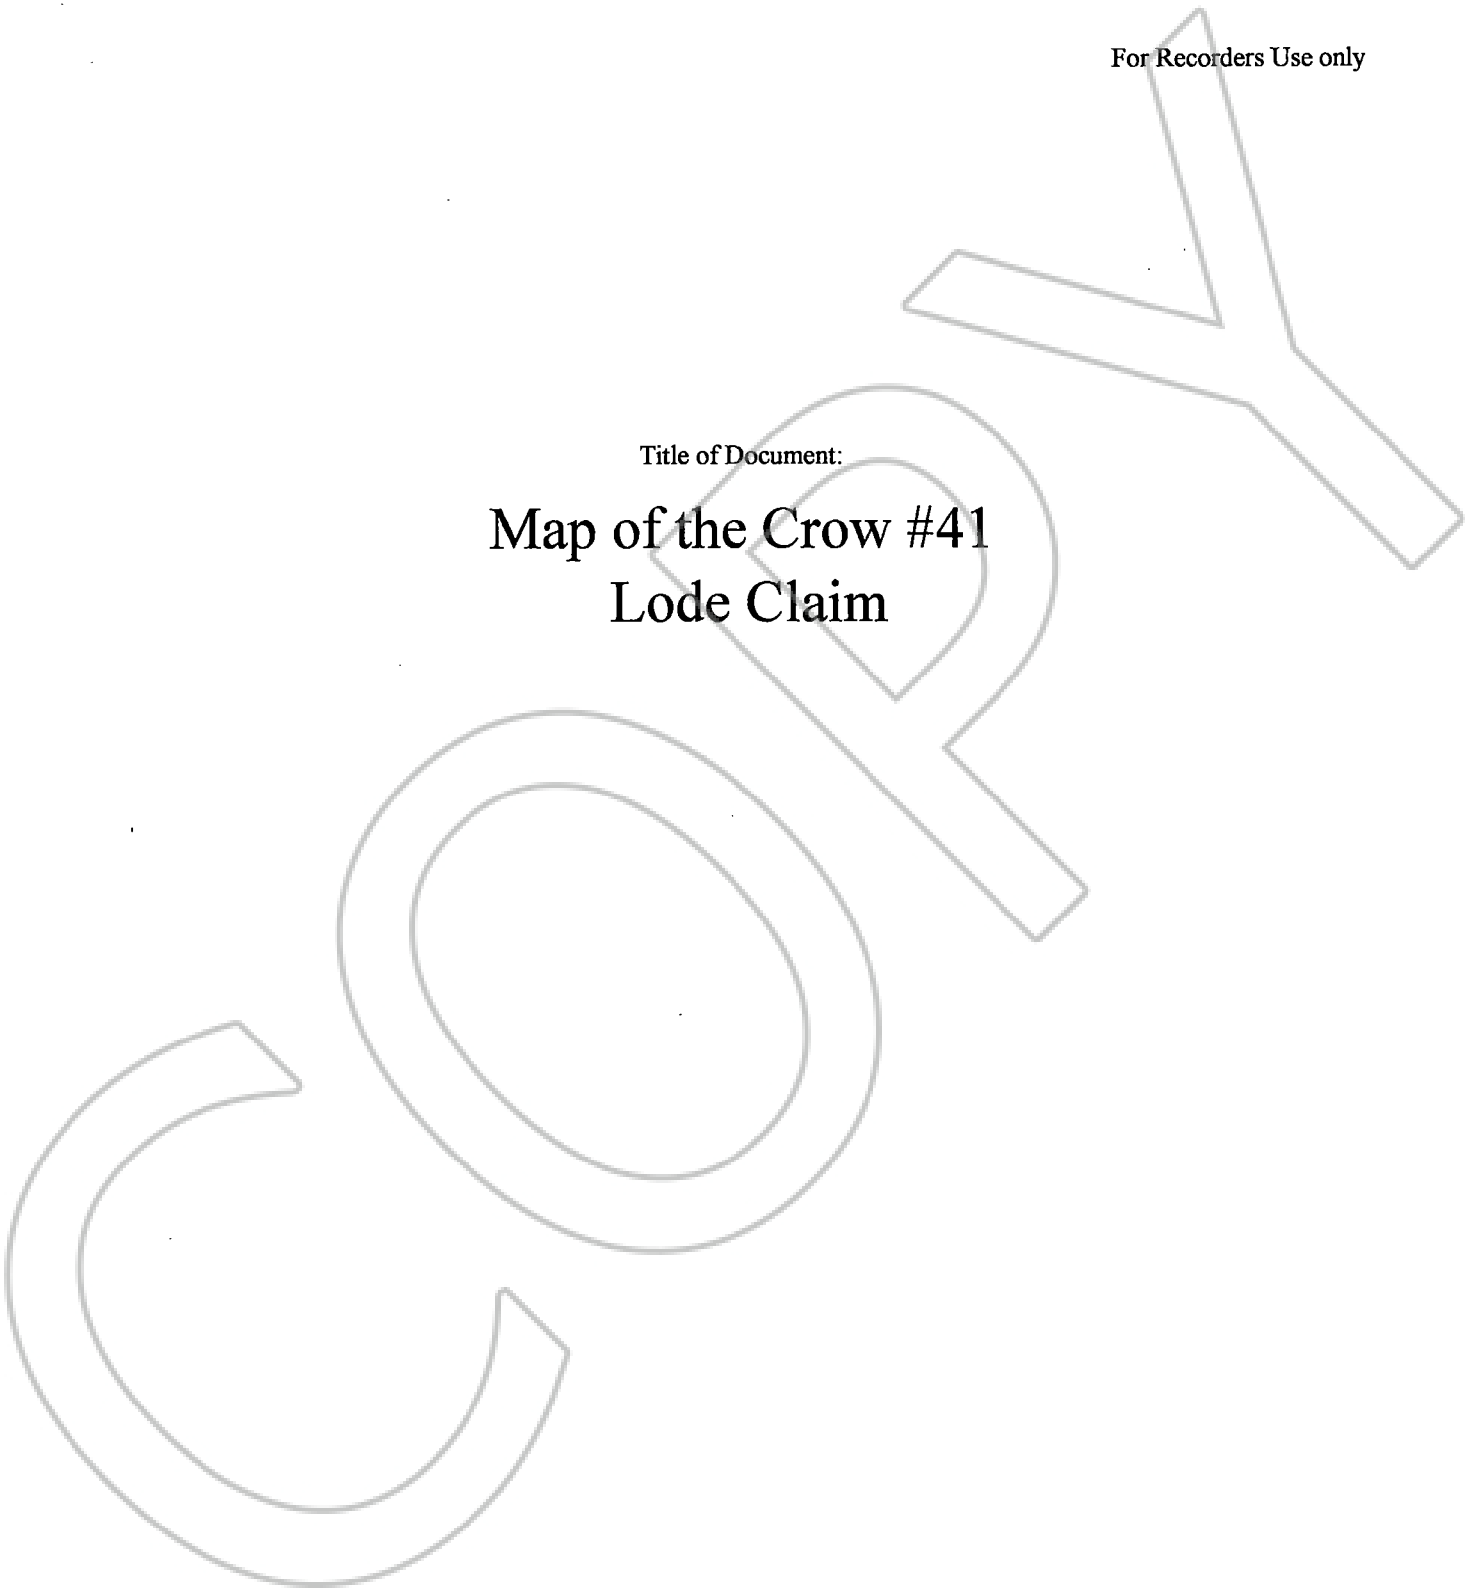 For Recorders Use only
Title of Document:
Map of the Crow #41
Lode Claim
COPY